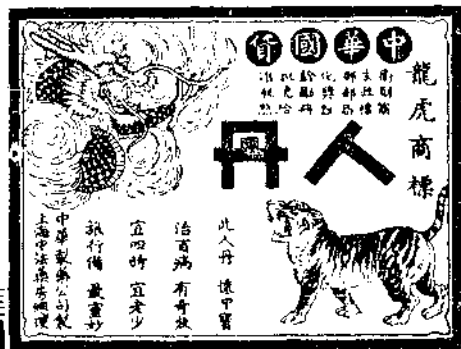 中華國貨
龍虎商標
人丹
此人丹 懷中寶
治百病 有奇效
宜四時 宜老少
旅行備 最靈妙
中華製藥公司製
上海中法藥房